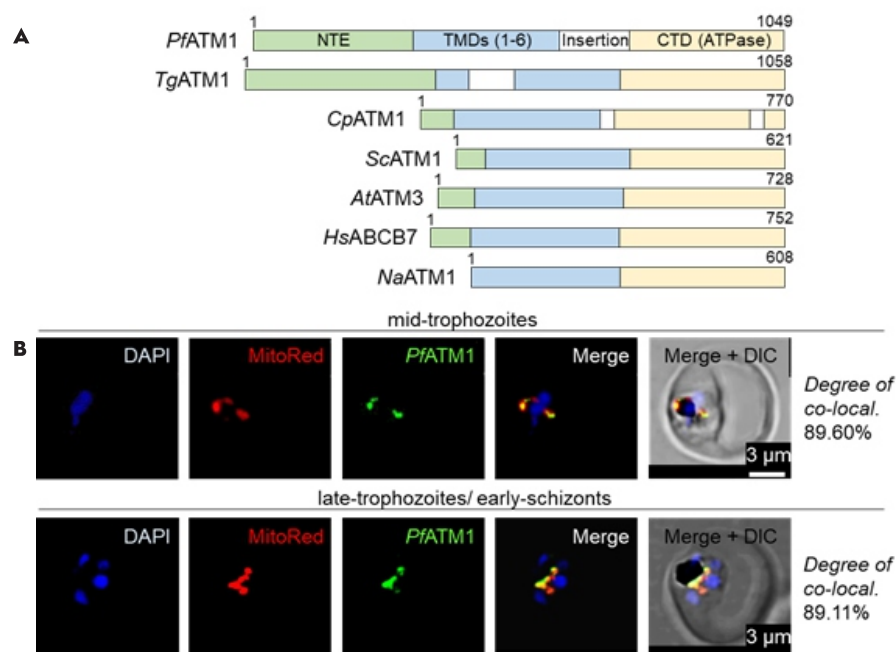 A
PfATM1
1
1049
NTE
TMDs (1-6)
Insertion
CTD (ATPase)
TgATM1
1
1058
CpATM1
1
770
ScATM1
1
621
AtATM3
1
728
HsABCB7
1
752
NaATM1
1
608
mid-trophozoites
B
DAPI
MitoRed
PfATM1
Merge
Merge + DIC
3 µm
Degree of
co-local.
89.60%
late-trophozoites/ early-schizonts
DAPI
MitoRed
PfATM1
Merge
Merge + DIC
3 µm
Degree of
co-local.
89.11%